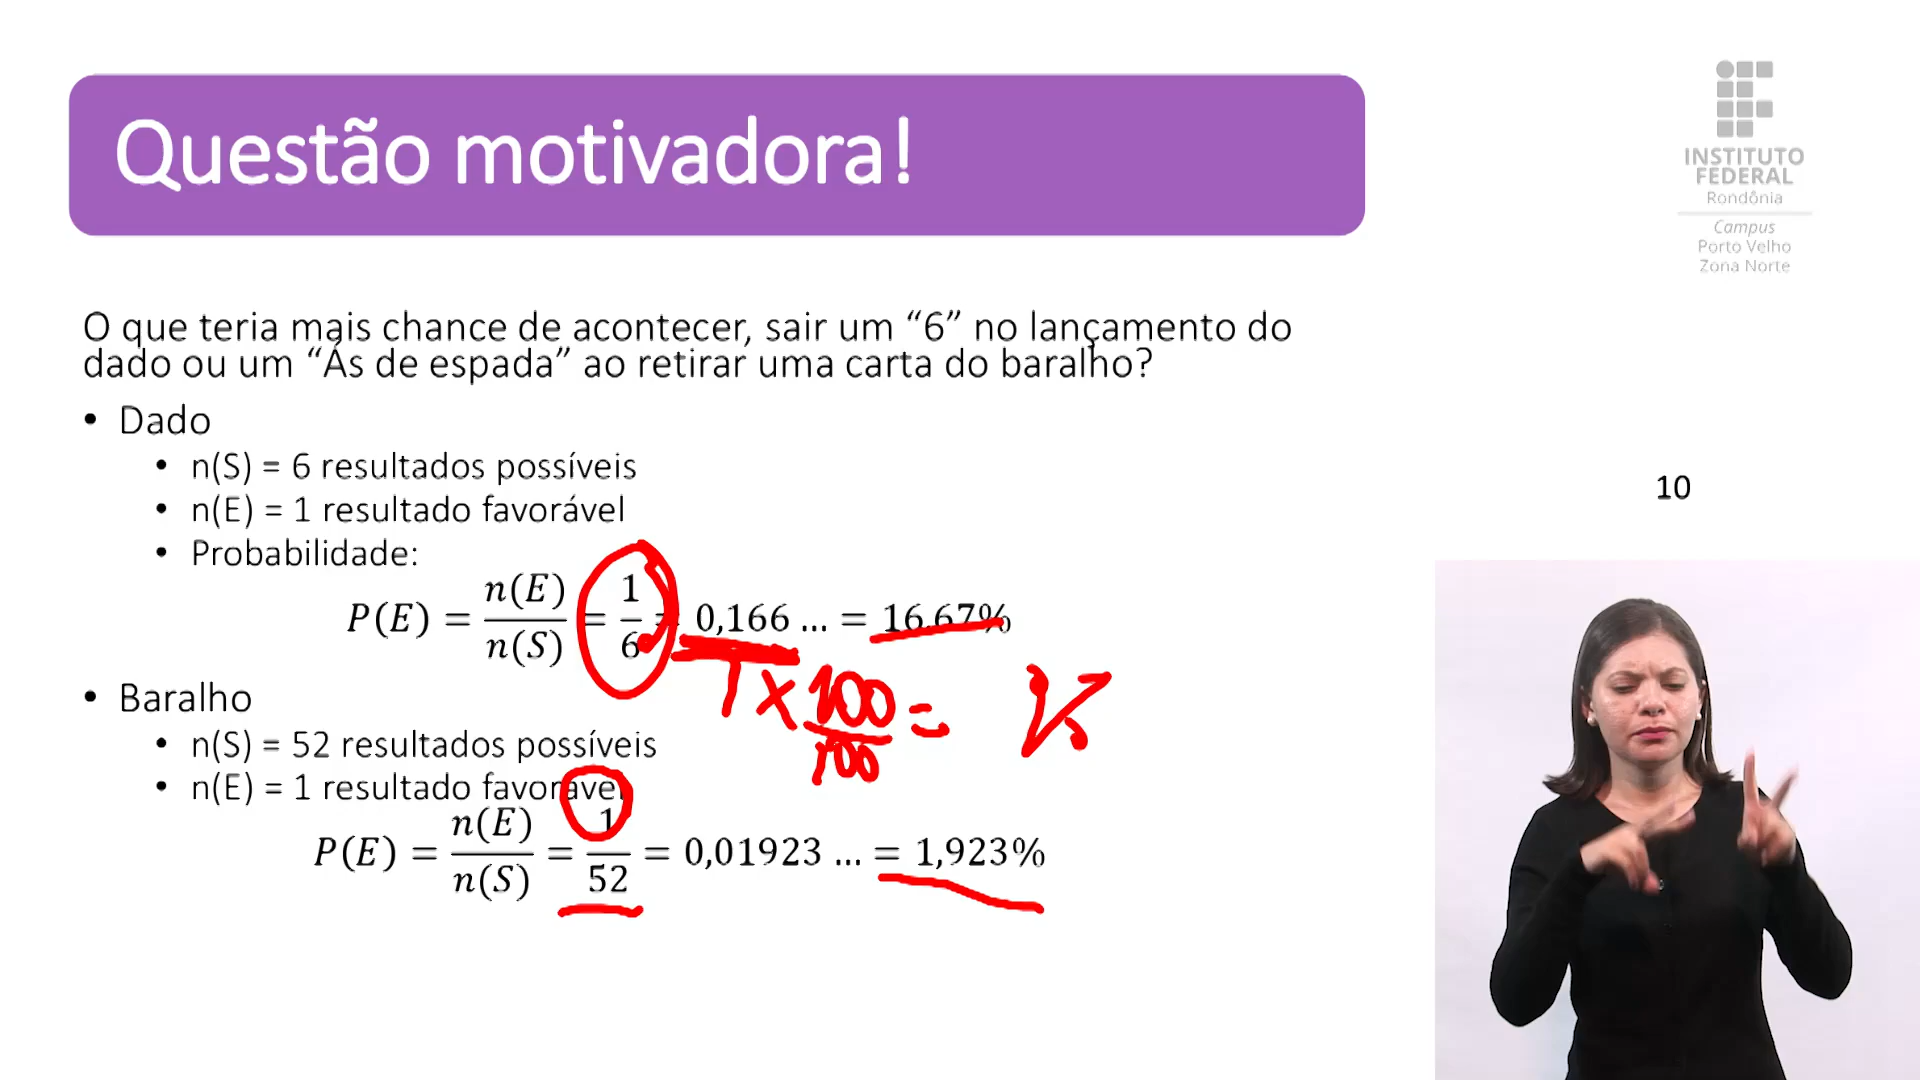 Questão motivadora!
INSTITUTO
FEDERAL
Rondônia
Campus
Porto Velho
Zona Norte
O que teria mais chance de acontecer, sair um “6” no lançamento do
dado ou um “Ás de espada” ao retirar uma carta do baralho?
• Dado
• n(S) = 6 resultados possíveis
• n(E) = 1 resultado favorável
• Probabilidade:
P(E) = n(E)/n(S) = 1/6 = 0,166 ... = 16,67%
x 100/100 = %
• Baralho
• n(S) = 52 resultados possíveis
• n(E) = 1 resultado favorável
P(E) = n(E)/n(S) = 1/52 = 0,01923 ... = 1,923%
10